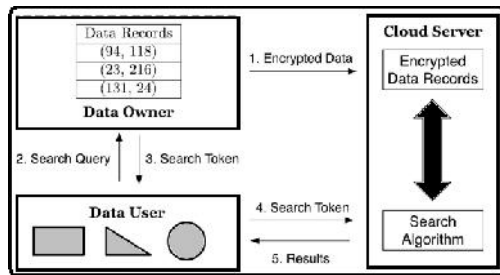 Data Records
(94, 118)
(23, 216)
(131, 24)
Data Owner
1. Encrypted Data
Cloud Server
Encrypted
Data Records
2. Search Query
3. Search Token
Data User
4. Search Token
5. Results
Search
Algorithm